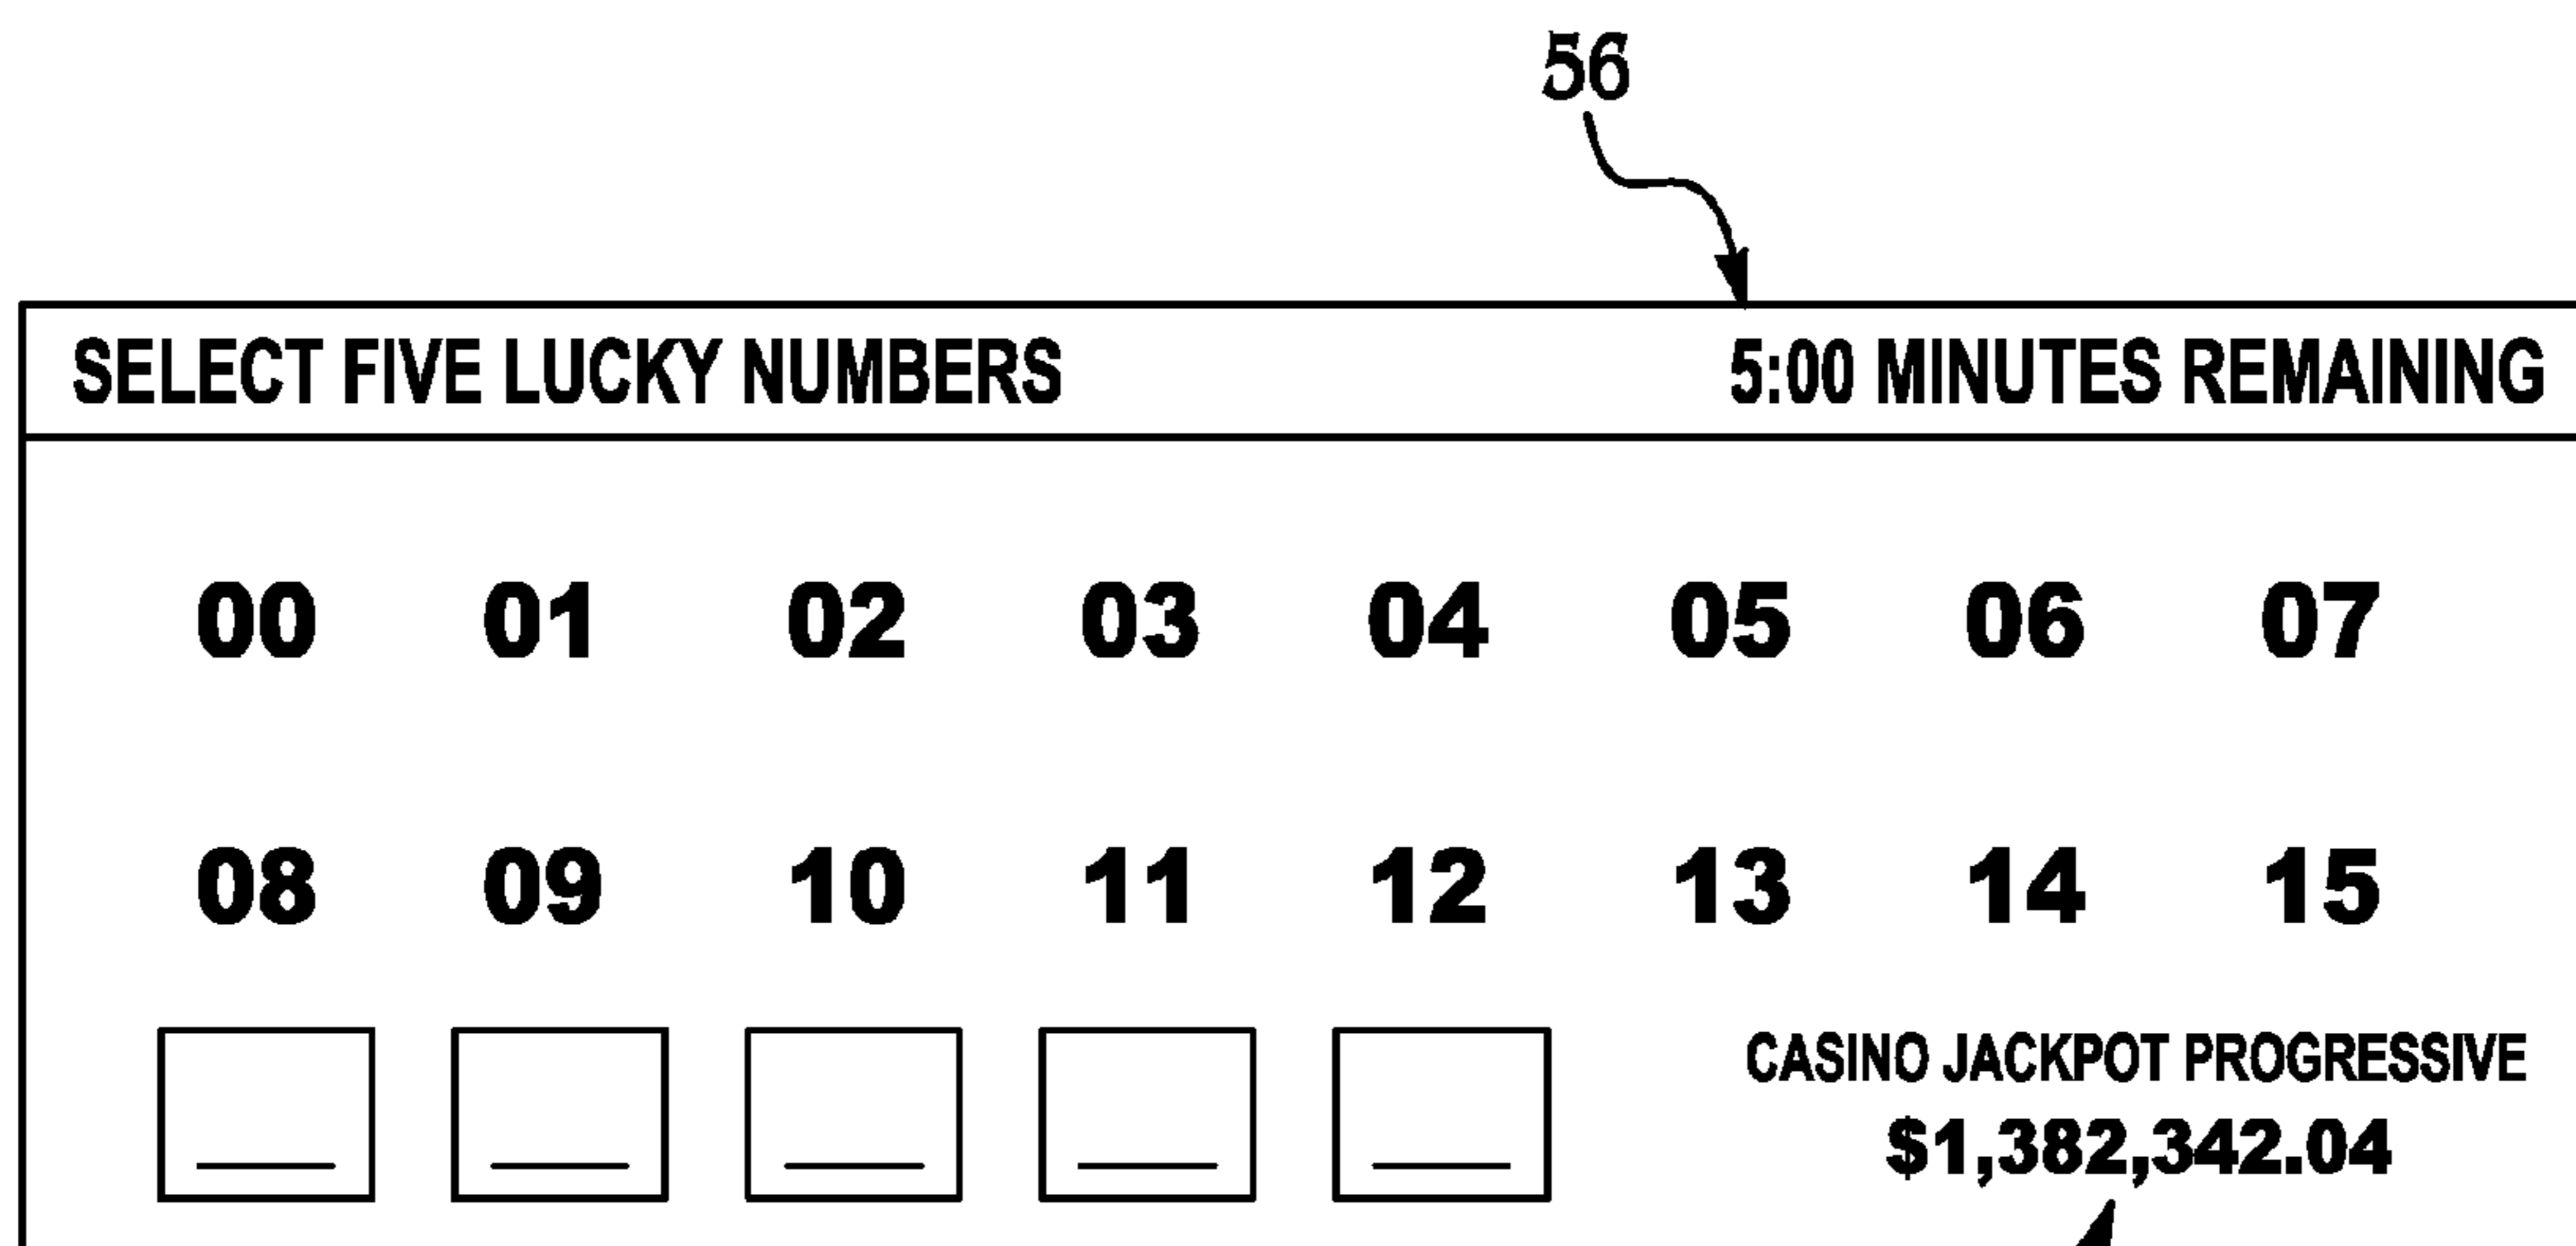 56
SELECT FIVE LUCKY NUMBERS 5:00 MINUTES REMAINING
00 01 02 03 04 05 06 07
08 09 10 11 12 13 14 15
CASINO JACKPOT PROGRESSIVE
$1,382,342.04